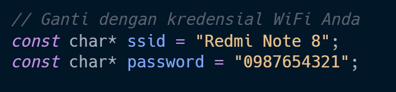 // Ganti dengan kredensial WiFi Anda
const char* ssid = "Redmi Note 8";
const char* password = "0987654321";